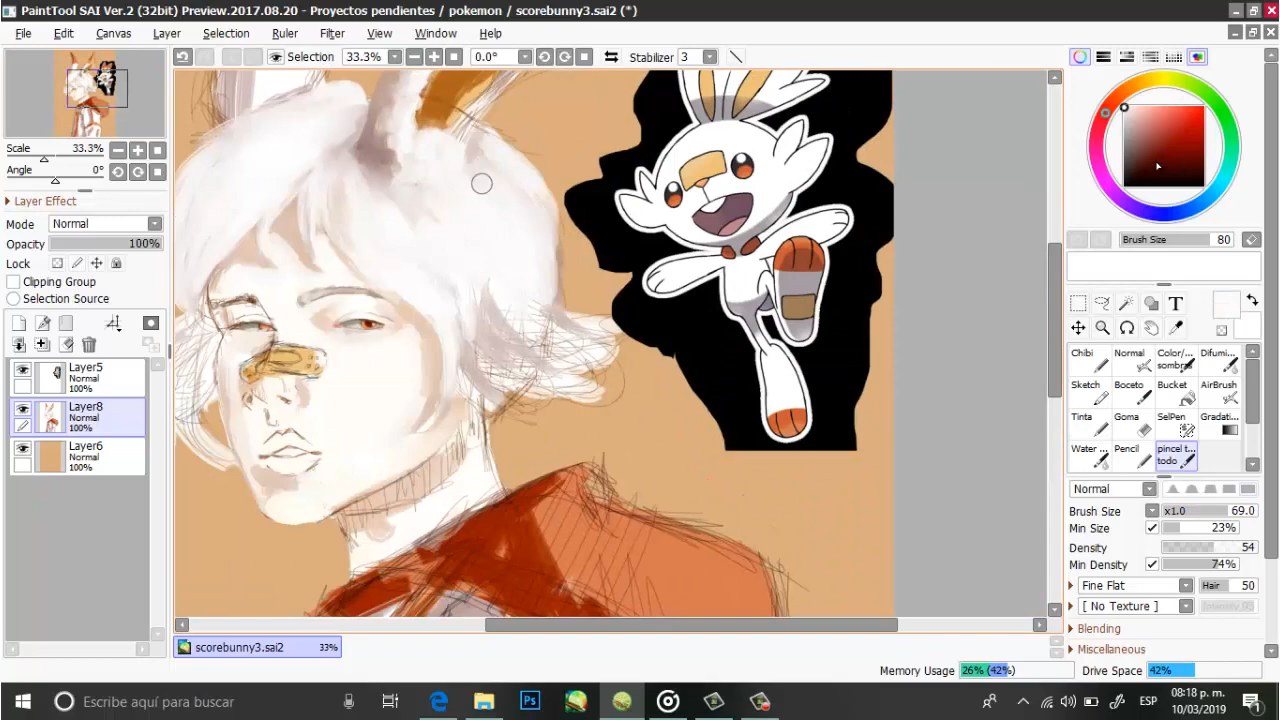 PaintTool SAI Ver.2 (32bit) Preview.2017.08.20 - Proyectos pendientes / pokemon / scorebunny3.sai2 (*)
File Edit Canvas Layer Selection Ruler Filter View Window Help
Selection 33.3% 0.0° Stabilizer 3
Scale 33.3%
Angle 0°
Layer Effect
Mode Normal
Opacity 100%
Lock
Clipping Group
Selection Source
Layer5
Normal
100%
Layer8
Normal
100%
Layer6
Normal
100%
Brush Size 80
T
Chibi Normal Color/... sombra... Difumi...
Sketch Boceto Bucket AirBrush
Tinta Goma SelPen Gradati...
Water ... Pencil pincel t... todo
Normal
Brush Size x1.0 69.0
Min Size 23%
Density 54
Min Density 74%
Fine Flat Hair 50
[ No Texture ]
Blending
Miscellaneous
scorebunny3.sai2 33%
Memory Usage 26% (42%) Drive Space 42%
Escribe aquí para buscar
Ps
ESP
08:18 p. m.
10/03/2019
1